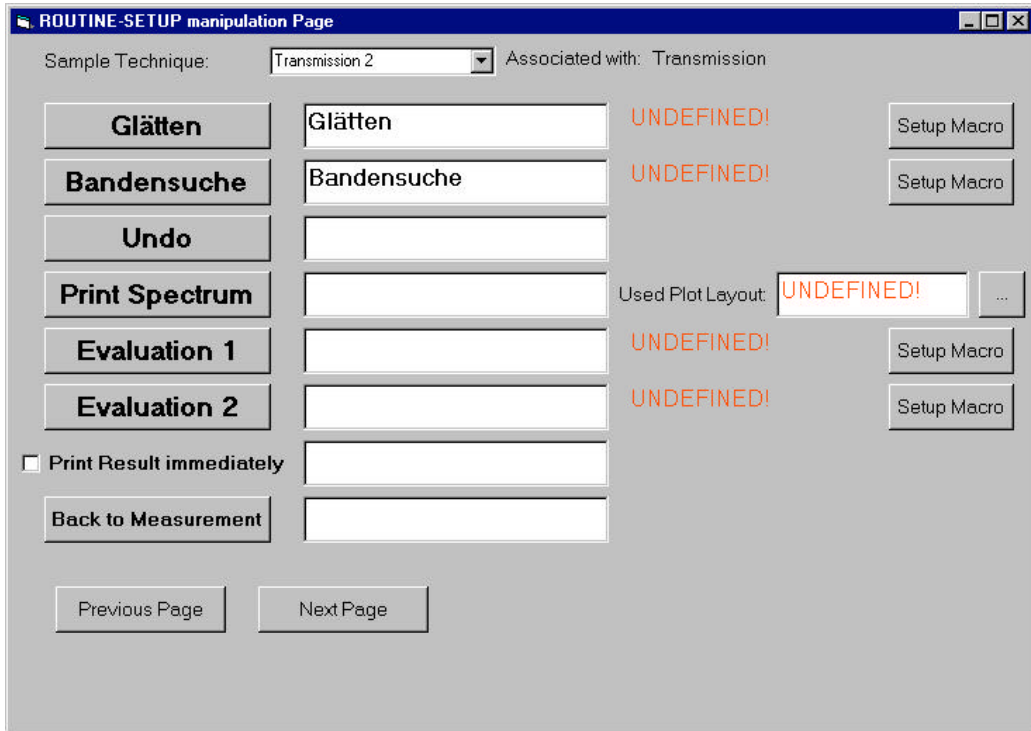 ROUTINE-SETUP manipulation Page
Sample Technique: Transmission 2 Associated with: Transmission
Glätten Glätten UNDEFINED! Setup Macro
Bandensuche Bandensuche UNDEFINED! Setup Macro
Undo
Print Spectrum Used Plot Layout: UNDEFINED! ...
Evaluation 1 UNDEFINED! Setup Macro
Evaluation 2 UNDEFINED! Setup Macro
Print Result immediately
Back to Measurement
Previous Page Next Page